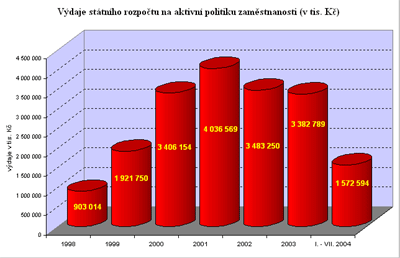 Výdaje státního rozpočtu na aktivní politiku zaměstnanosti (v tis. Kč)
4 500 000
4 000 000
3 500 000
3 000 000
2 500 000
2 000 000
1 500 000
1 000 000
500 000
0
výdaje v tis. Kč
903 014
1 921 750
3 406 154
4 036 569
3 483 250
3 382 789
1 572 594
1998
1999
2000
2001
2002
2003
I. - VII. 2004